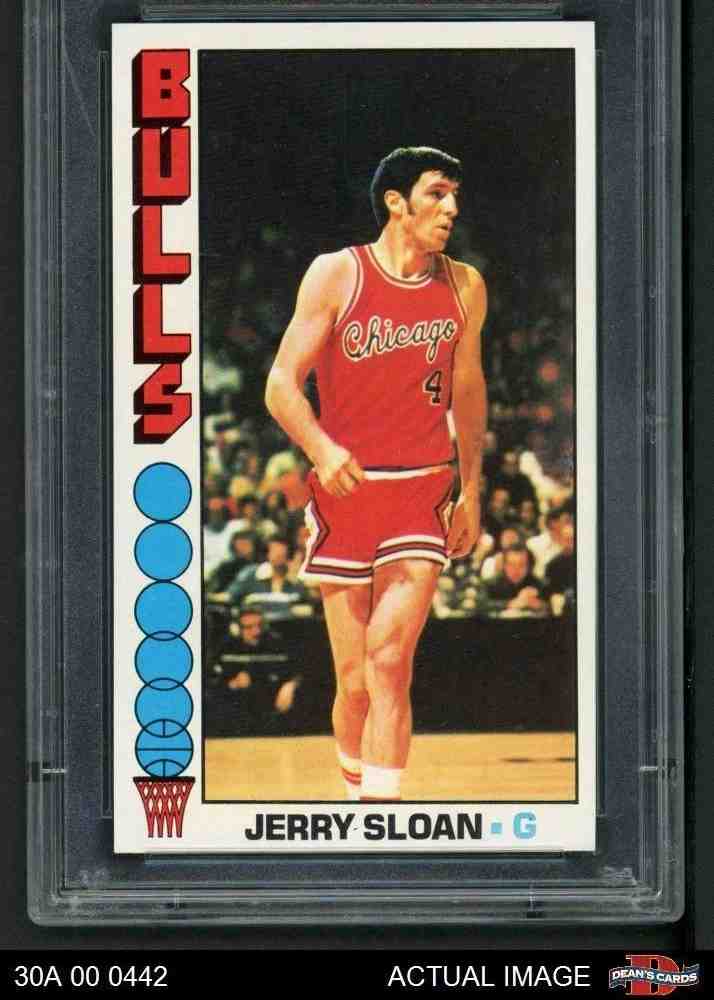 BULLS
Chicago
4
JERRY SLOAN ▪ G
30A 00 0442
ACTUAL IMAGE
D
DEAN'S CARDS